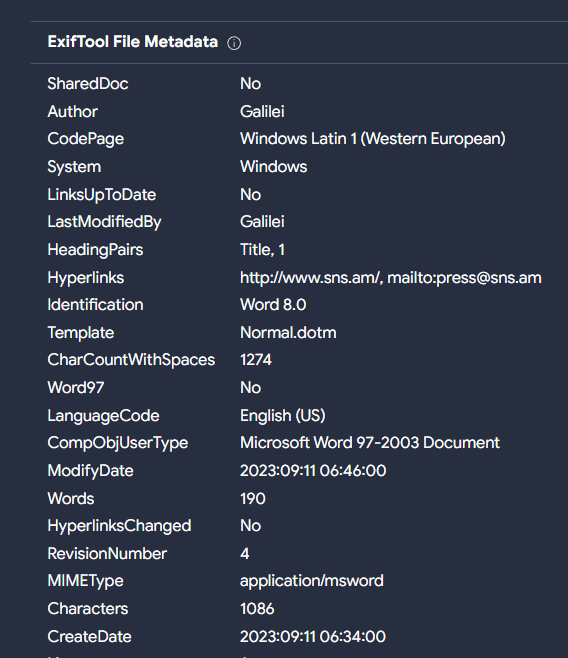 ExifTool File Metadata
SharedDoc No
Author Galilei
CodePage Windows Latin 1 (Western European)
System Windows
LinksUpToDate No
LastModifiedBy Galilei
HeadingPairs Title, 1
Hyperlinks http://www.sns.am/, mailto:press@sns.am
Identification Word 8.0
Template Normal.dotm
CharCountWithSpaces 1274
Word97 No
LanguageCode English (US)
CompObjUserType Microsoft Word 97-2003 Document
ModifyDate 2023:09:11 06:46:00
Words 190
HyperlinksChanged No
RevisionNumber 4
MIMEType application/msword
Characters 1086
CreateDate 2023:09:11 06:34:00